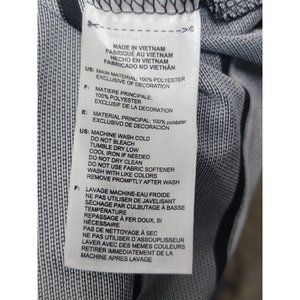 MADE IN VIETNAM
FABRIQUÉ AU VIETNAM
HECHO EN VIETNAM
FABRICADO NO VIETNÃ
US: MAIN MATERIAL: 100% POLYESTER
EXCLUSIVE OF DECORATION
F: MATIERE PRINCIPALE:
100% POLYESTER
EXCLUSIF DE DECORATION
E: MATERIAL PRINCIPAL: 100% poliéster
EXCLUSIVO DE DECORACIÓN
US: MACHINE WASH COLD
DO NOT BLEACH
TUMBLE DRY LOW
COOL IRON IF NEEDED
DO NOT DRY CLEAN
DO NOT USE FABRIC SOFTENER
WASH WITH LIKE COLORS
REMOVE PROMPTLY AFTER WASH
F: LAVAGE MACHINE-EAU FROIDE
NE PAS UTILISER DE JAVELISANT
SÉCHAGE PAR CULBUTAGE À BASSE
TEMPÉRATURE
REPASSAGE À FER DOUX, SI
NÉCESSAIRE
PAS DE NETTOYAGE À SEC
NE PAS UTILISER D'ASSOUPLISSEUR
LAVER AVEC DES MEMES COULEURS
RETIRER IMMEDIATEMENT DE LA
MACHINE APRES LAVAGE